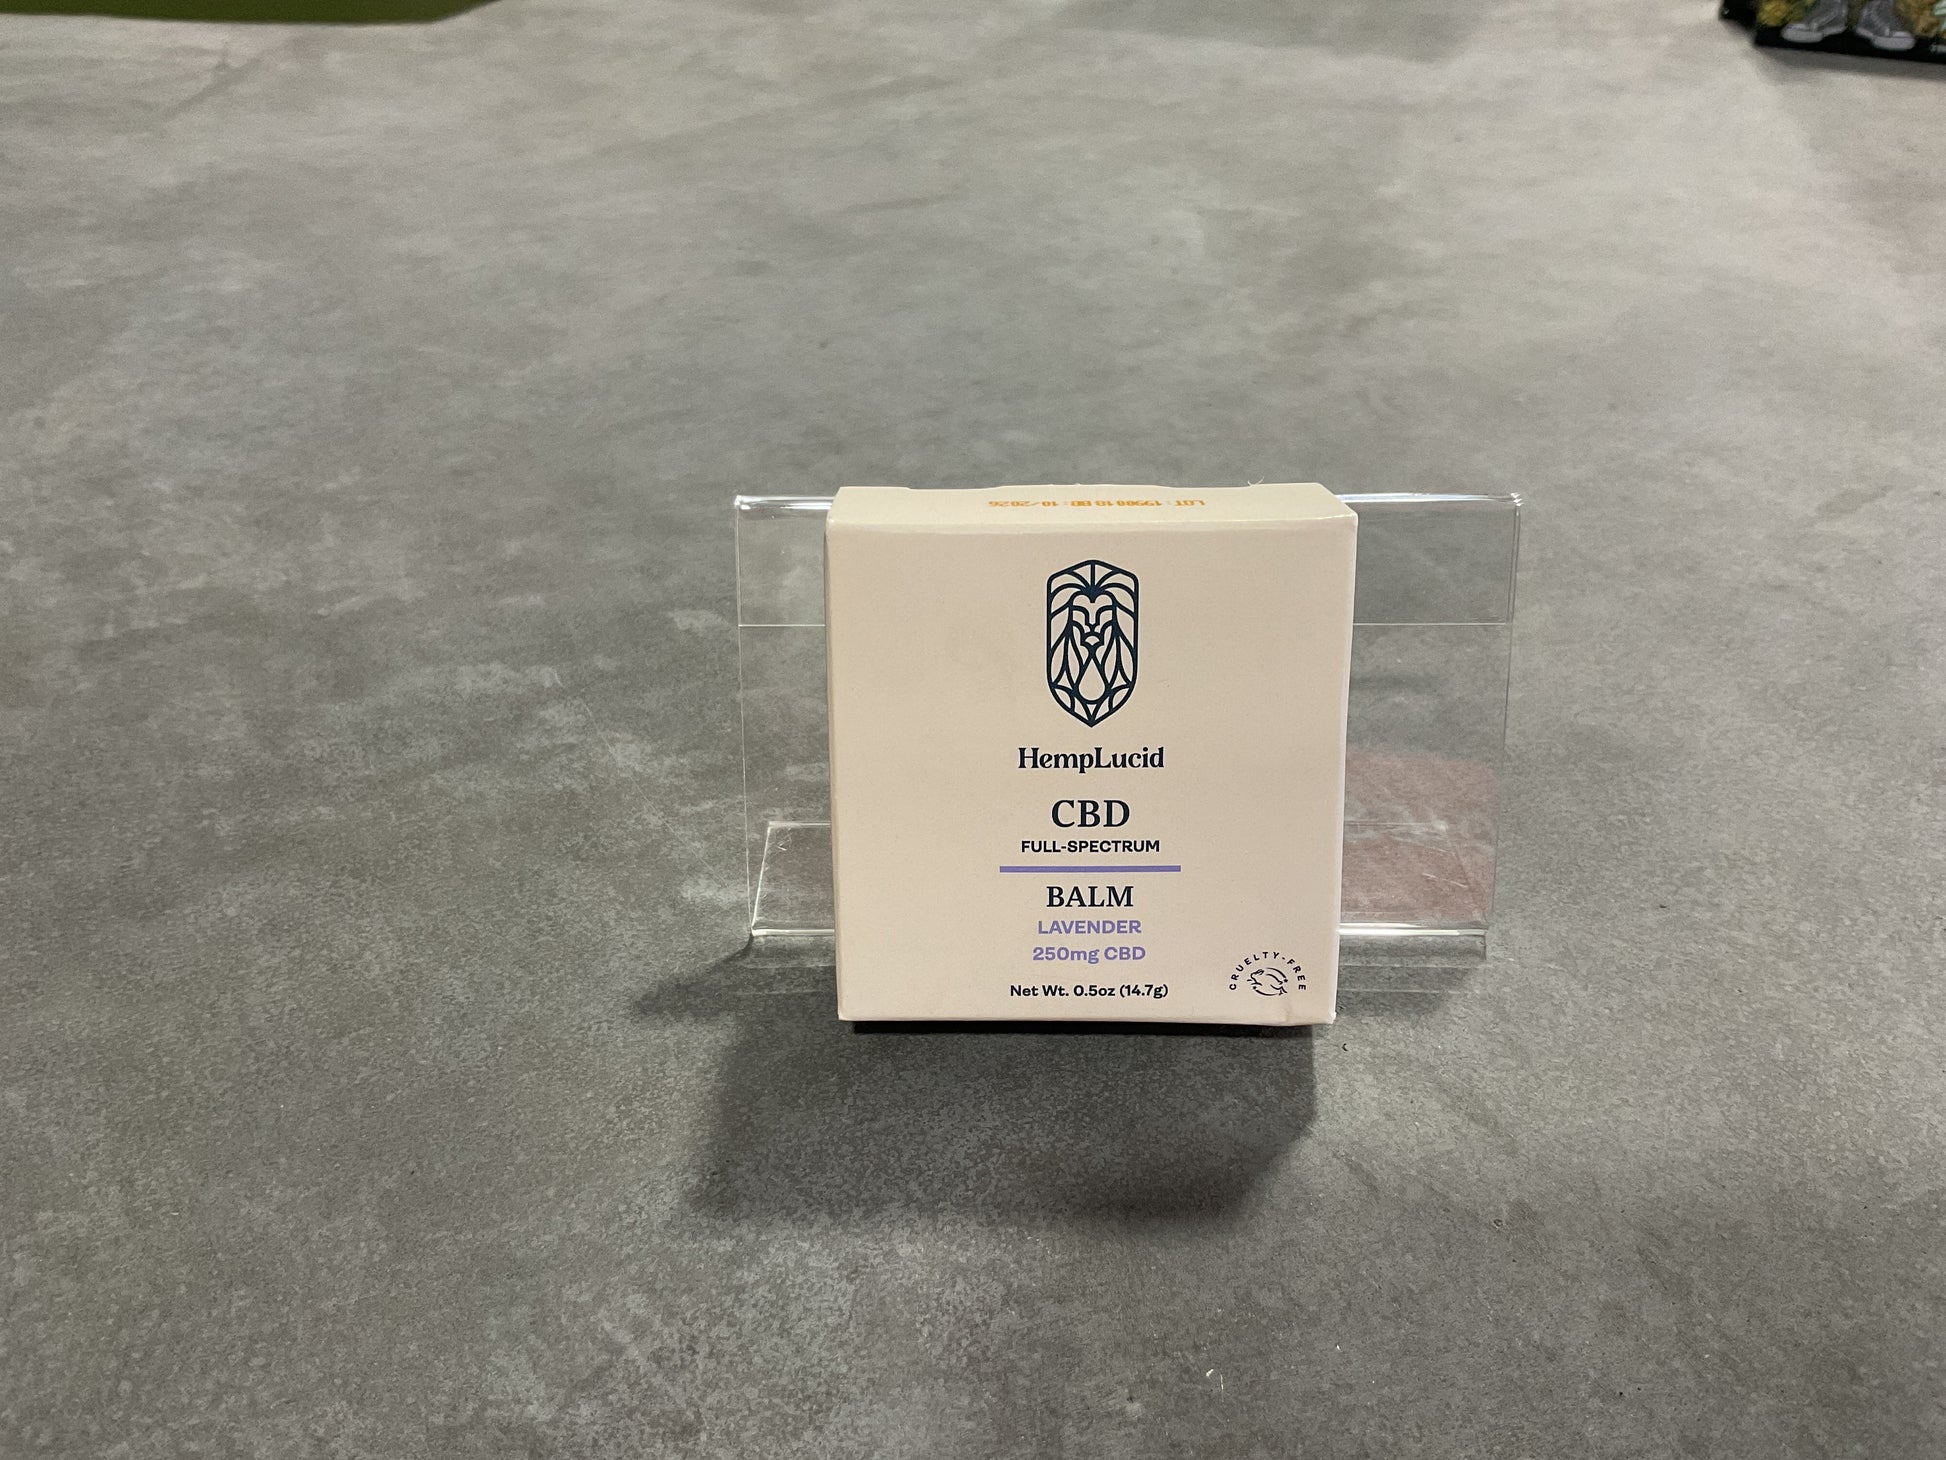 HempLucid
CBD
FULL-SPECTRUM
BALM
LAVENDER
250mg CBD
Net Wt. 0.5oz (14.7g)
CRUELTY-FREE